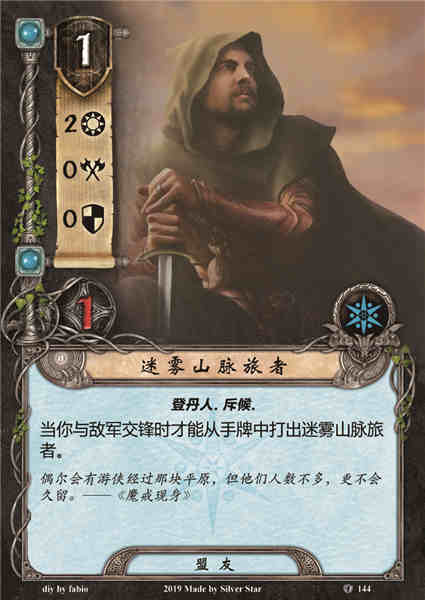 1
2
0
0
1
迷雾山脉旅者
登丹人. 斥候.
当你与敌军交锋时才能从手牌中打出迷雾山脉旅
者。
偶尔会有游侠经过那块平原，但他们人数不多，更不会
久留。——《魔戒现身》
盟友
diy by fabio
2019 Made by Silver Star
144